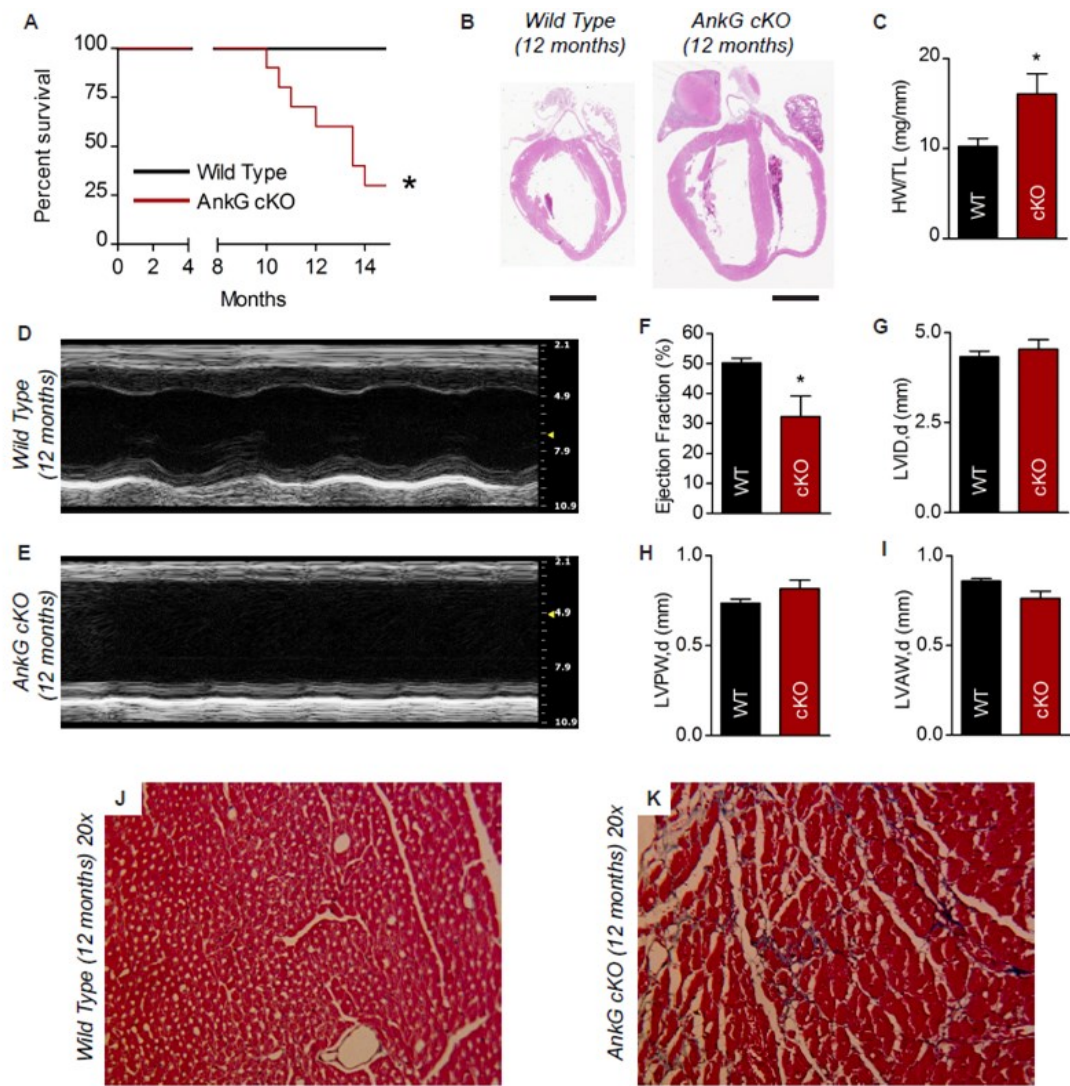 A
Percent survival
100
75
50
25
0
Wild Type
AnkG cKO
*
0 2 4 8 10 12 14
Months
B
Wild Type
(12 months)
AnkG cKO
(12 months)
C
HW/TL (mg/mm)
20
10
0
*
WT
cKO
D
Wild Type
(12 months)
2.1
4.9
7.9
10.9
E
AnkG cKO
(12 months)
2.1
4.9
7.9
10.9
F
Ejection Fraction (%)
60
50
40
30
20
10
0
*
WT
cKO
G
LVID,d (mm)
5.0
2.5
0.0
WT
cKO
H
LVPW,d (mm)
1.0
0.5
0.0
WT
cKO
I
LVAW,d (mm)
1.0
0.5
0.0
WT
cKO
J
Wild Type (12 months) 20x
K
AnkG cKO (12 months) 20x